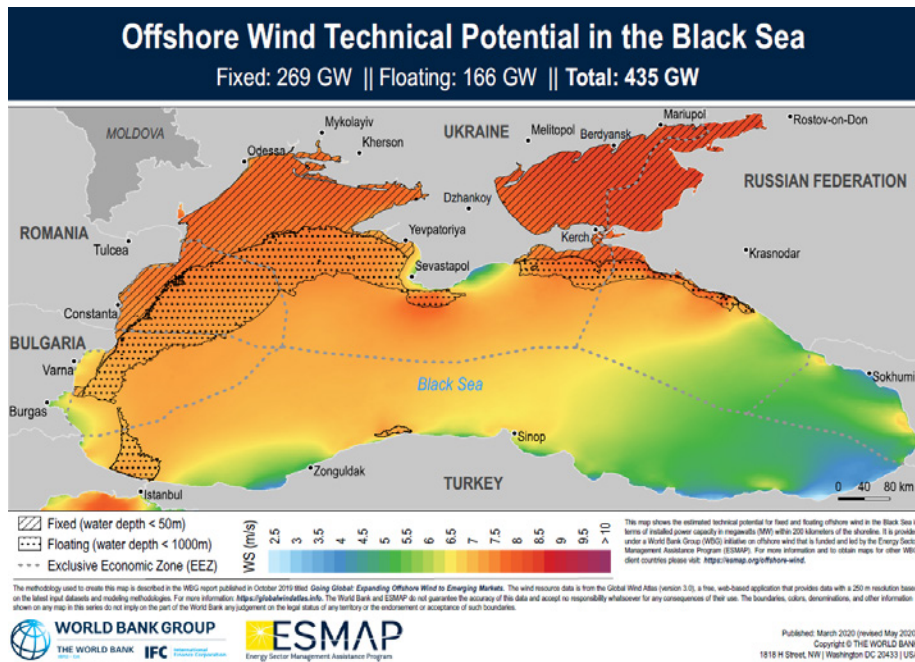 Offshore Wind Technical Potential in the Black Sea
Fixed: 269 GW || Floating: 166 GW || Total: 435 GW
MOLDOVA
Mykolayiv
Kherson
Odessa
UKRAINE
Melitopol
Berdyansk
Mariupol
Rostov-on-Don
RUSSIAN FEDERATION
Dzhankoy
ROMANIA
Tulcea
Yevpatoriya
Kerch
Krasnodar
Sevastapol
Constanta
BULGARIA
Varna
Black Sea
Sokhumi
Burgas
Sinop
Zonguldak
TURKEY
Istanbul
0 40 80 km
Fixed (water depth < 50m)
Floating (water depth < 1000m)
Exclusive Economic Zone (EEZ)
WS (m/s)
2.5 3 3.5 4 4.5 5 5.5 6 6.5 7 7.5 8 8.5 9 9.5 > 10
This map shows the estimated technical potential for fixed and floating offshore wind in the Black Sea i
terms of installed power capacity in megawatts (MW) within 200 kilometers of the shoreline. It is provide
under a World Bank Group (WBG) initiative on offshore wind that is funded and led by the Energy Secto
Management Assistance Program (ESMAP). For more information and to obtain maps for other WB
client countries please visit: https://esmap.org/offshore-wind.
The methodology used to create this map is described in the WBG report published in October 2019 titled Going Global: Expanding Offshore Wind to Emerging Markets. The wind resource data is from the Global Wind Atlas (version 3.0), a free, web-based application that provides data with a 250 m resolution base
on the latest input datasets and modeling methodologies. For more information: https://globalwindatlas.info. The World Bank and ESMAP do not guarantee the accuracy of this data and accept no responsibility whatsoever for any consequences of their use. The boundaries, colors, denominations, and other information
shown on any map in this series do not imply on the part of the World Bank any judgement on the legal status of any territory or the endorsement or acceptance of such boundaries.
WORLD BANK GROUP
THE WORLD BANK
IFC International Finance Corporation
ESMAP
Energy Sector Management Assistance Program
Published: March 2020 (revised May 2020
Copyright © THE WORLD BANK
1818 H Street, NW | Washington DC 20433 | USA